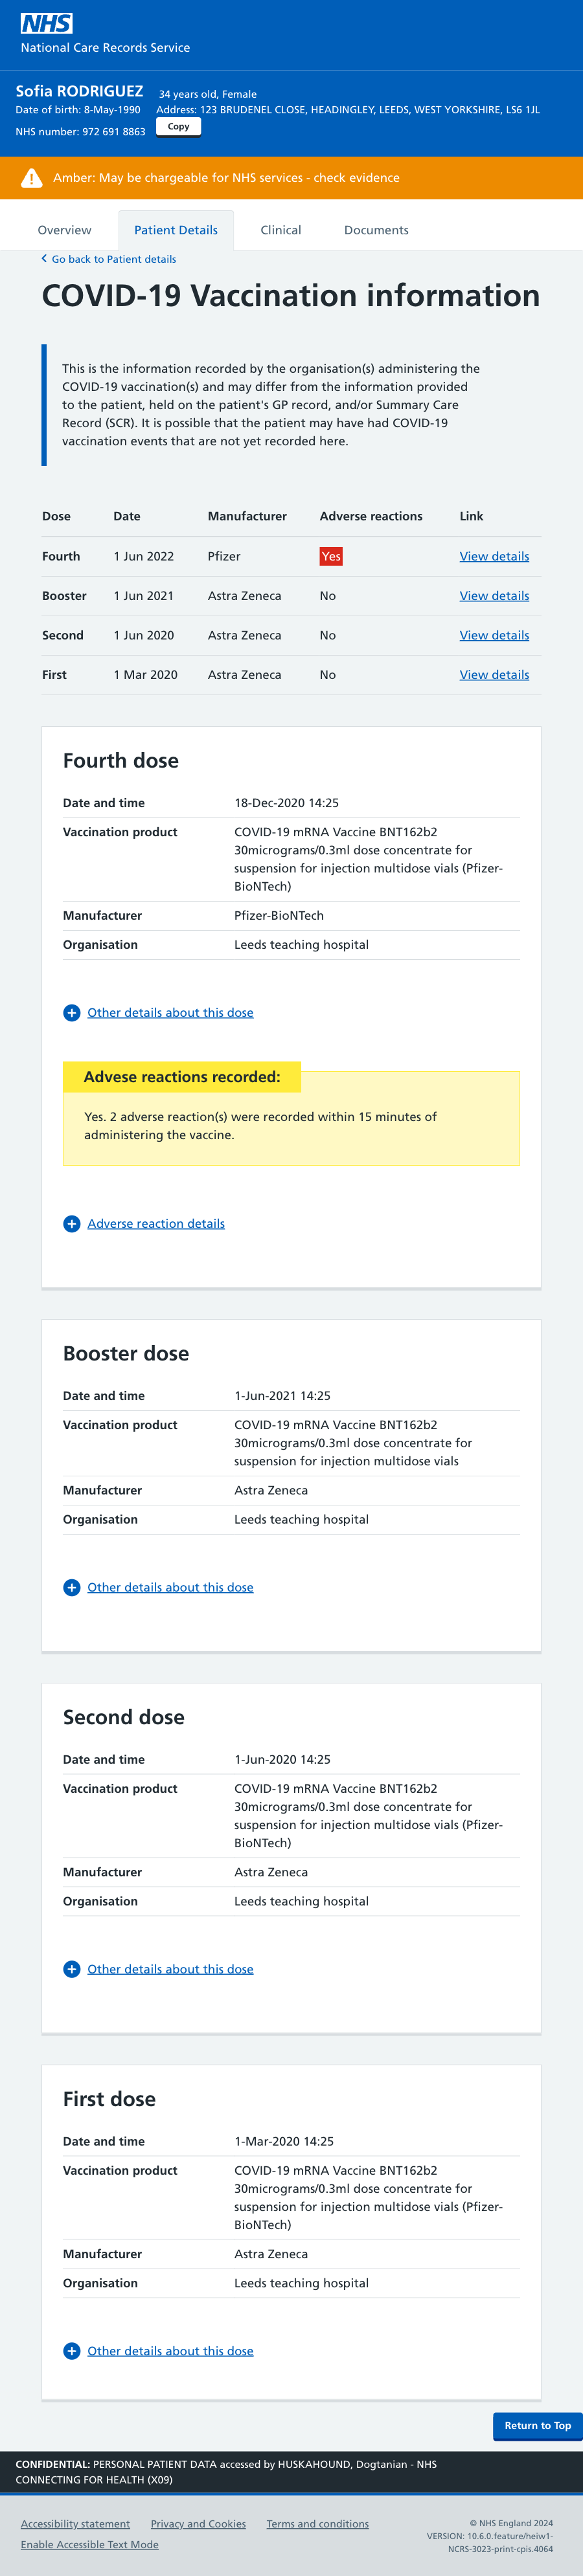 NHS
National Care Records Service
Sofia RODRIGUEZ 34 years old, Female
Date of birth: 8-May-1990 Address: 123 BRUDENEL CLOSE, HEADINGLEY, LEEDS, WEST YORKSHIRE, LS6 1JL
NHS number: 972 691 8863 Copy
Amber: May be chargeable for NHS services - check evidence
Overview Patient Details Clinical Documents
Go back to Patient details
COVID-19 Vaccination information
This is the information recorded by the organisation(s) administering the
COVID-19 vaccination(s) and may differ from the information provided
to the patient, held on the patient's GP record, and/or Summary Care
Record (SCR). It is possible that the patient may have had COVID-19
vaccination events that are not yet recorded here.
Dose Date Manufacturer Adverse reactions Link
Fourth 1 Jun 2022 Pfizer Yes View details
Booster 1 Jun 2021 Astra Zeneca No View details
Second 1 Jun 2020 Astra Zeneca No View details
First 1 Mar 2020 Astra Zeneca No View details
Fourth dose
Date and time 18-Dec-2020 14:25
Vaccination product COVID-19 mRNA Vaccine BNT162b2
30micrograms/0.3ml dose concentrate for
suspension for injection multidose vials (Pfizer-
BioNTech)
Manufacturer Pfizer-BioNTech
Organisation Leeds teaching hospital
Other details about this dose
Advese reactions recorded:
Yes. 2 adverse reaction(s) were recorded within 15 minutes of
administering the vaccine.
Adverse reaction details
Booster dose
Date and time 1-Jun-2021 14:25
Vaccination product COVID-19 mRNA Vaccine BNT162b2
30micrograms/0.3ml dose concentrate for
suspension for injection multidose vials
Manufacturer Astra Zeneca
Organisation Leeds teaching hospital
Other details about this dose
Second dose
Date and time 1-Jun-2020 14:25
Vaccination product COVID-19 mRNA Vaccine BNT162b2
30micrograms/0.3ml dose concentrate for
suspension for injection multidose vials (Pfizer-
BioNTech)
Manufacturer Astra Zeneca
Organisation Leeds teaching hospital
Other details about this dose
First dose
Date and time 1-Mar-2020 14:25
Vaccination product COVID-19 mRNA Vaccine BNT162b2
30micrograms/0.3ml dose concentrate for
suspension for injection multidose vials (Pfizer-
BioNTech)
Manufacturer Astra Zeneca
Organisation Leeds teaching hospital
Other details about this dose
Return to Top
CONFIDENTIAL: PERSONAL PATIENT DATA accessed by HUSKAHOUND, Dogtanian - NHS
CONNECTING FOR HEALTH (X09)
Accessibility statement Privacy and Cookies Terms and conditions
Enable Accessible Text Mode
© NHS England 2024
VERSION: 10.6.0.feature/heiw1-
NCRS-3023-print-cpis.4064